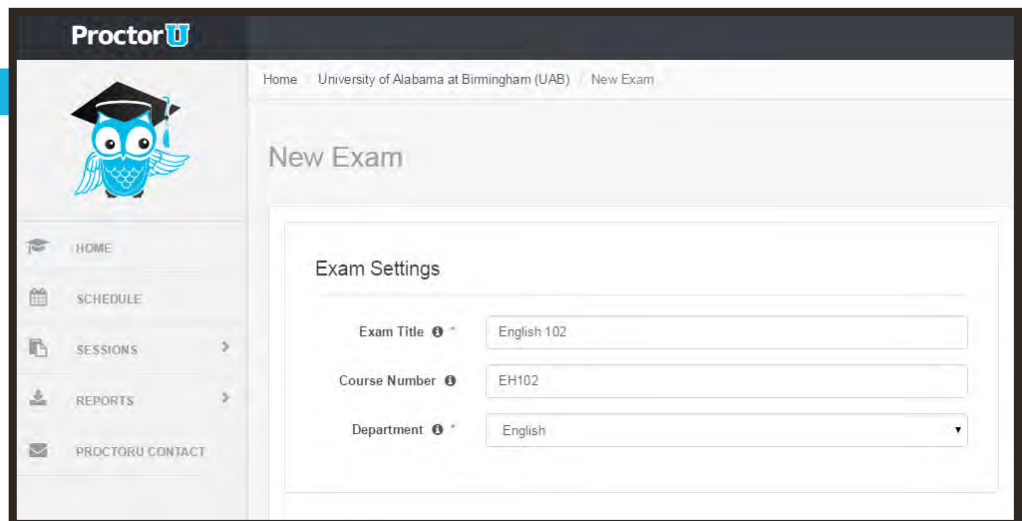 ProctorU
Home / University of Alabama at Birmingham (UAB) / New Exam
New Exam
HOME
SCHEDULE
SESSIONS >
REPORTS >
PROCTORU CONTACT
Exam Settings
Exam Title * English 102
Course Number EH102
Department * English